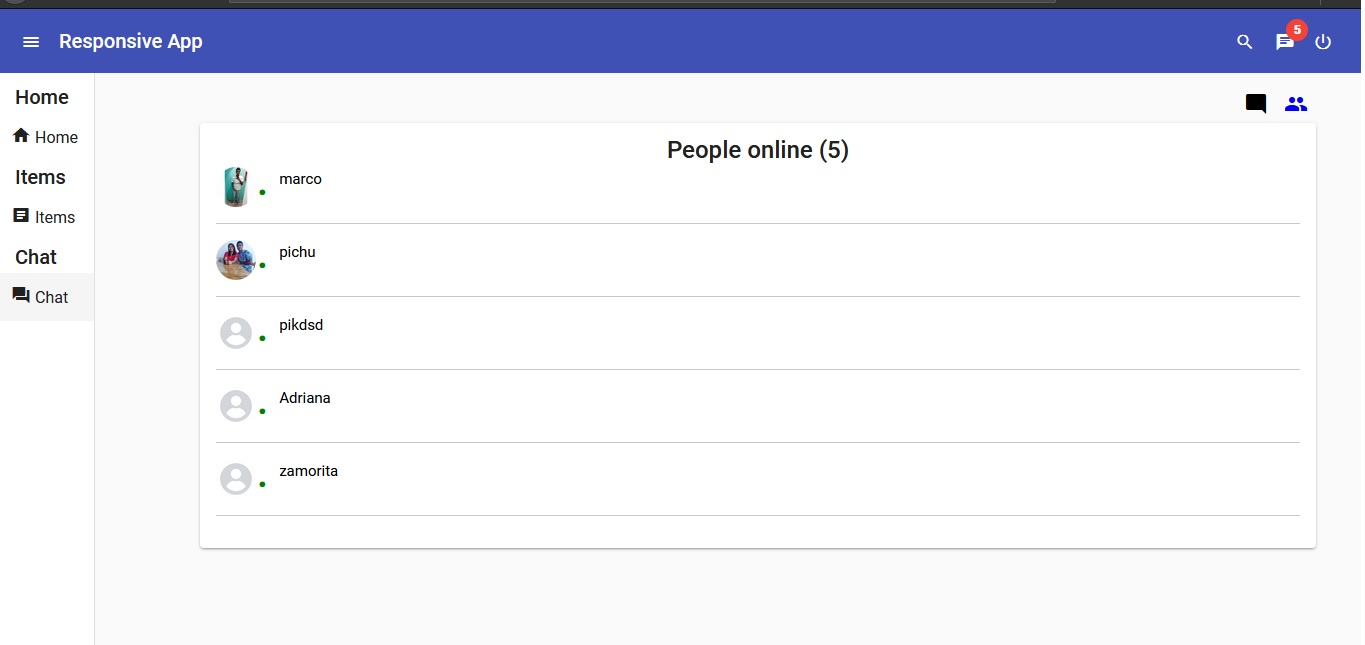 Responsive App
5
Home
Home
Items
Items
Chat
Chat
People online (5)
marco
pichu
pikdsd
Adriana
zamorita